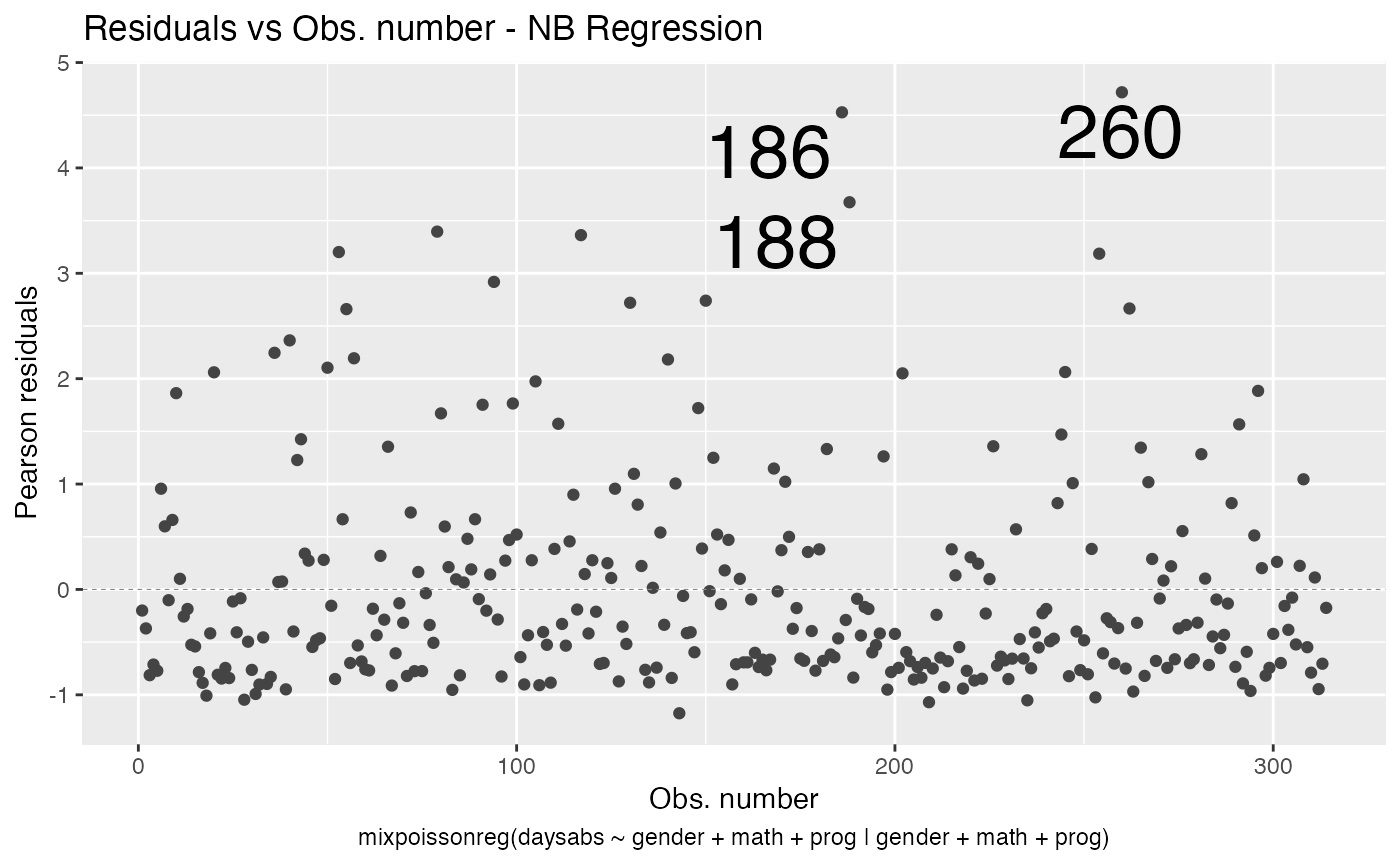 Residuals vs Obs. number - NB Regression
5
4
3
2
1
0
-1
Pearson residuals
186
260
188
0 100 200 300
Obs. number
mixpoissonreg(daysabs ~ gender + math + prog | gender + math + prog)